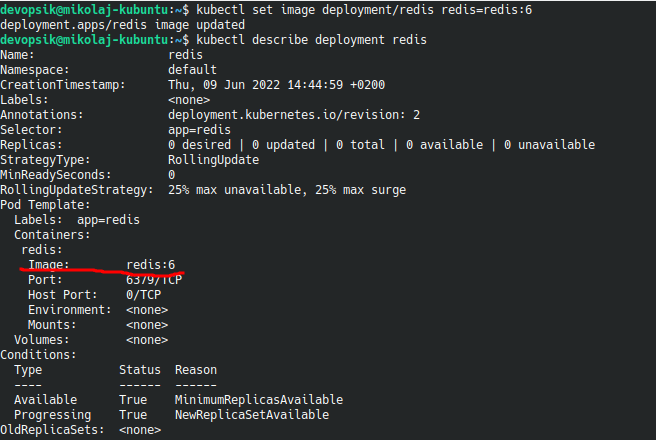 devopsik@mikolaj-kubuntu:~$ kubectl set image deployment/redis redis=redis:6
deployment.apps/redis image updated
devopsik@mikolaj-kubuntu:~$ kubectl describe deployment redis
Name:                   redis
Namespace:              default
CreationTimestamp:      Thu, 09 Jun 2022 14:44:59 +0200
Labels:                 <none>
Annotations:            deployment.kubernetes.io/revision: 2
Selector:               app=redis
Replicas:               0 desired | 0 updated | 0 total | 0 available | 0 unavailable
StrategyType:           RollingUpdate
MinReadySeconds:        0
RollingUpdateStrategy:  25% max unavailable, 25% max surge
Pod Template:
  Labels:  app=redis
  Containers:
   redis:
    Image:        redis:6
    Port:         6379/TCP
    Host Port:    0/TCP
    Environment:  <none>
    Mounts:       <none>
  Volumes:        <none>
Conditions:
  Type           Status  Reason
  ----           ------  ------
  Available      True    MinimumReplicasAvailable
  Progressing    True    NewReplicaSetAvailable
OldReplicaSets:  <none>